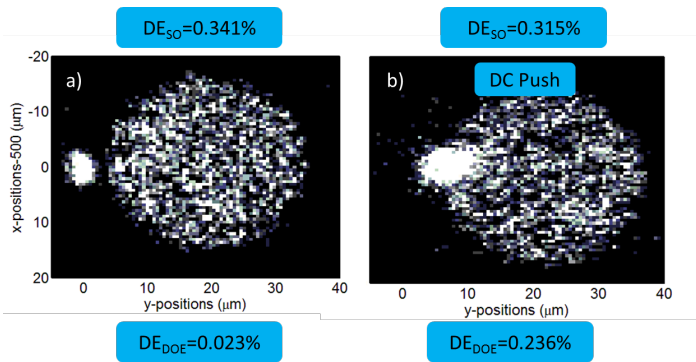 DE_SO=0.341%
DE_SO=0.315%
a)
b)
DC Push
x-positions-500 (μm)
-20
-10
0
10
20
0
10
20
30
40
y-positions (μm)
0
10
20
30
40
y-positions (μm)
DE_DOE=0.023%
DE_DOE=0.236%